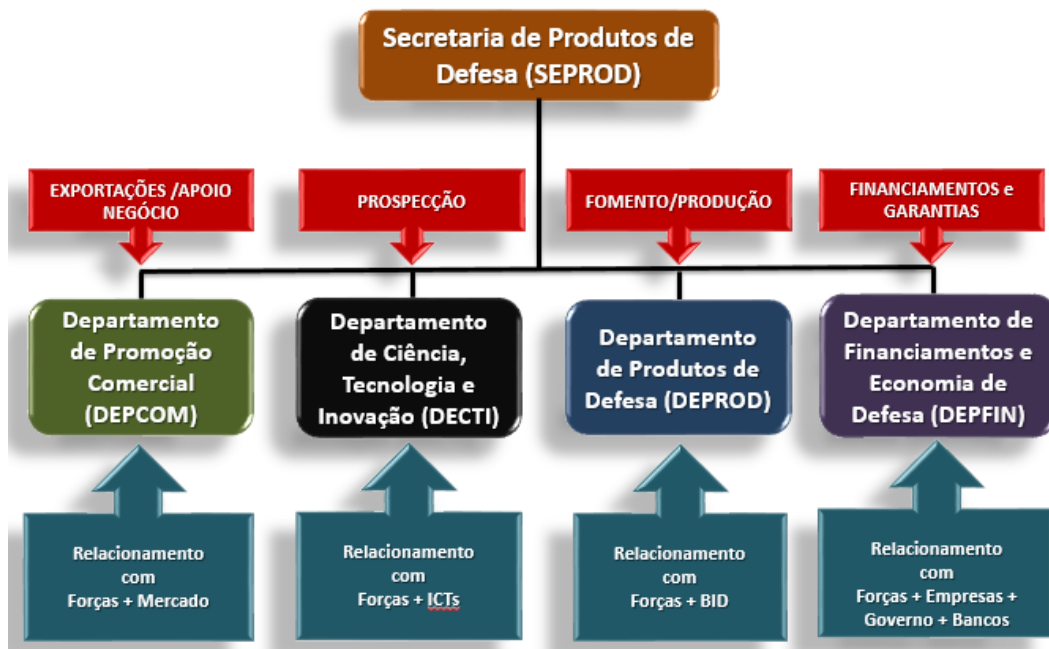 Secretaria de Produtos de
Defesa (SEPROD)
EXPORTAÇÕES /APOIO
NEGÓCIO
PROSPECÇÃO
FOMENTO/PRODUÇÃO
FINANCIAMENTOS e
GARANTIAS
Departamento
de Promoção
Comercial
(DEPCOM)
Departamento
de Ciência,
Tecnologia e
Inovação (DECTI)
Departamento
de Produtos de
Defesa (DEPROD)
Departamento de
Financiamentos e
Economia de
Defesa (DEPFIN)
Relacionamento
com
Forças + Mercado
Relacionamento
com
Forças + ICTs
Relacionamento
com
Forças + BID
Relacionamento
com
Forças + Empresas +
Governo + Bancos